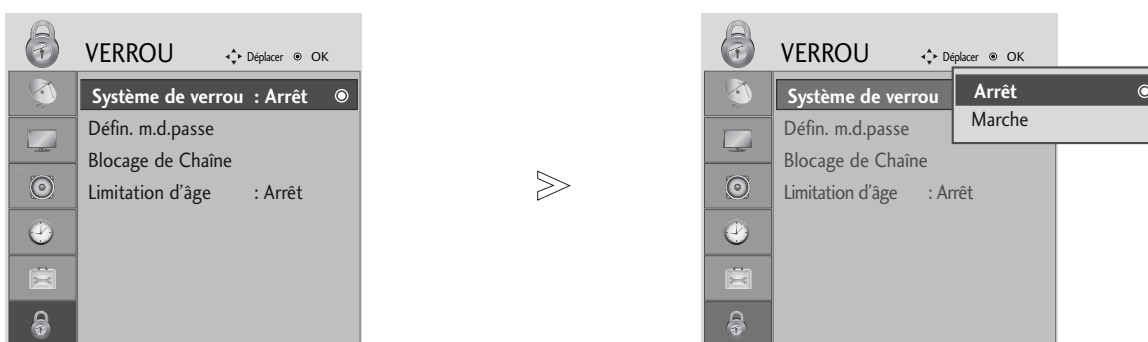 VERROU Déplacer OK
Système de verrou : Arrêt
Défin. m.d.passe
Blocage de Chaîne
Limitation d'âge : Arrêt
VERROU Déplacer OK
Système de verrou
Arrêt
Marche
Défin. m.d.passe
Blocage de Chaîne
Limitation d'âge : Arrêt